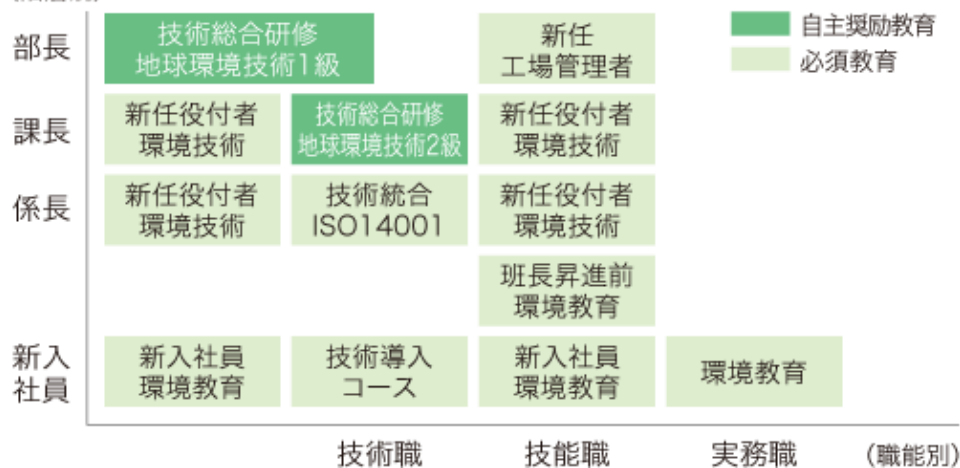 部長
技術総合研修
地球環境技術1級
新任
工場管理者
自主奨励教育
必須教育
課長
新任役付者
環境技術
技術総合研修
地球環境技術2級
新任役付者
環境技術
係長
新任役付者
環境技術
技術統合
ISO14001
新任役付者
環境技術
班長昇進前
環境教育
新入
社員
新入社員
環境教育
技術導入
コース
新入社員
環境教育
環境教育
技術職
技能職
実務職
(職能別)